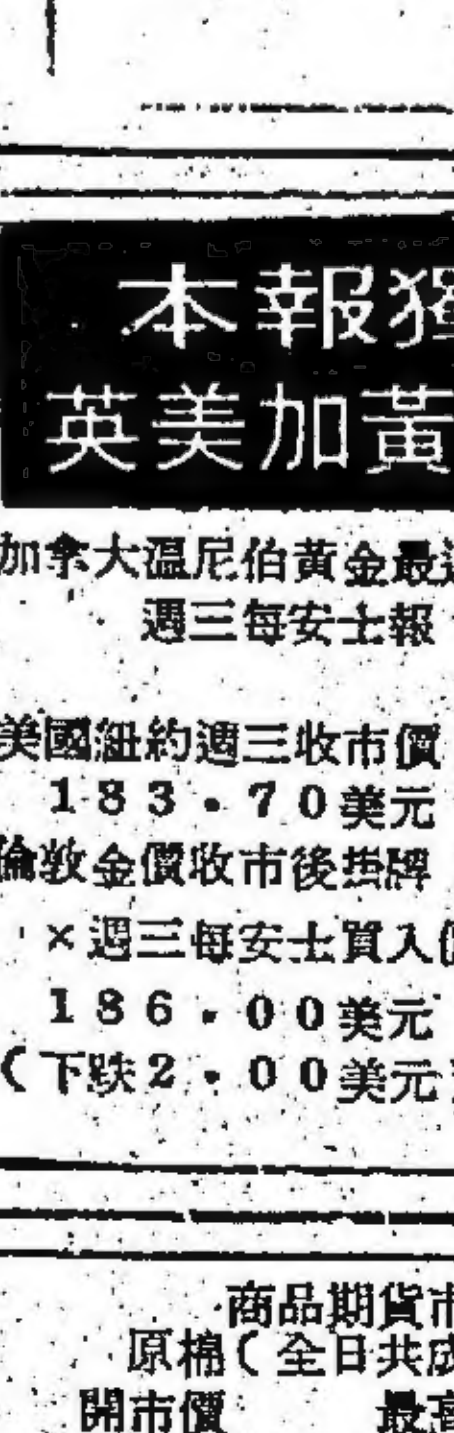 本報獨
英美加黃
加拿大溫尼伯黃金最近
週三每安士報
美國紐約週三收市價
183.70美元
倫敦金價收市後掛牌
×週三每安士買入價
186.00美元
(下跌2.00美元)
商品期貨市
原棉(全日共成
開市價 最高